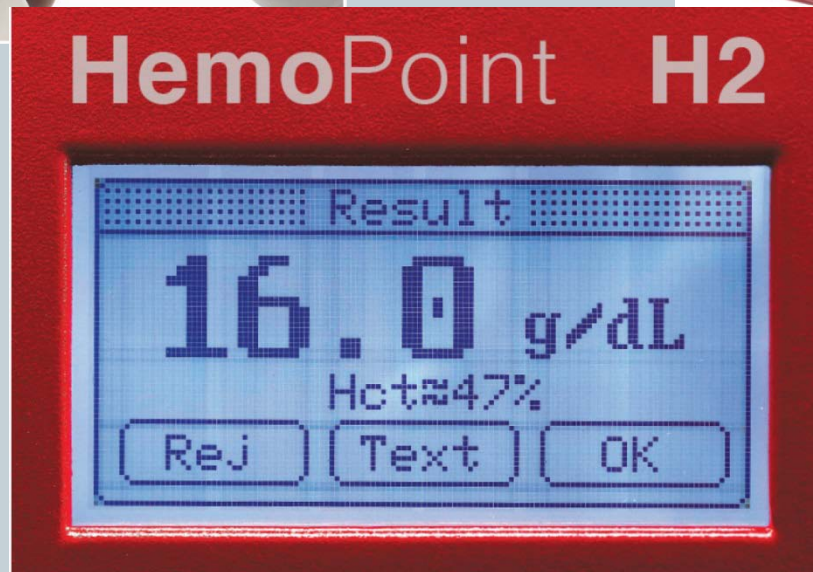 HemoPoint H2
Result
16.0 g/dL
Hct≈47%
Rej Text OK